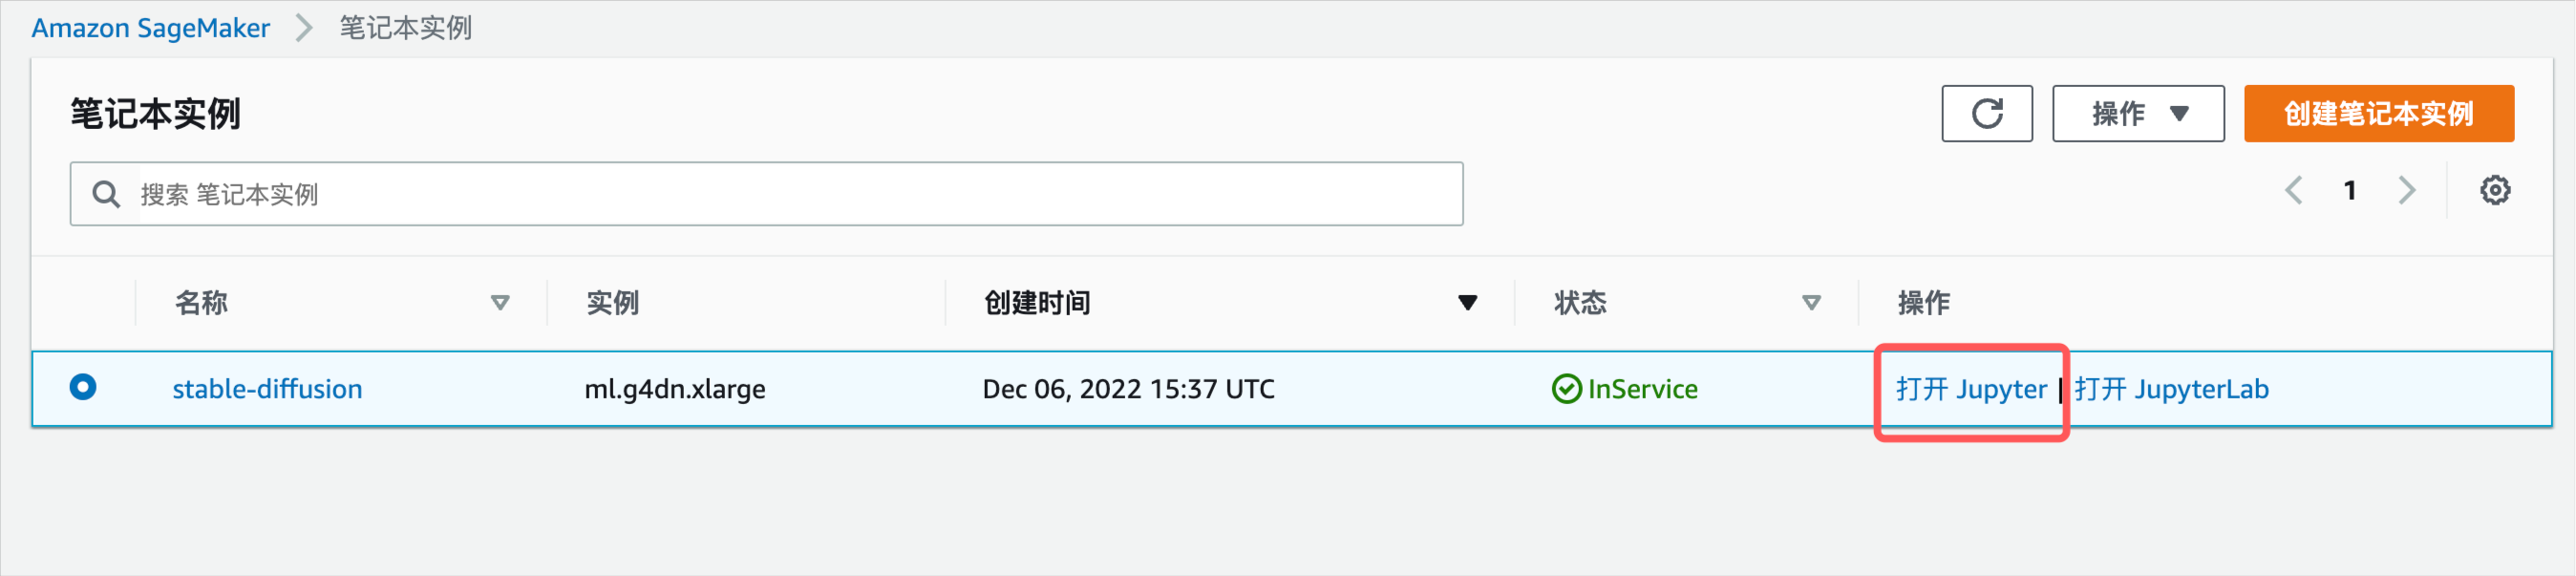 Amazon SageMaker 笔记本实例
笔记本实例 操作 创建笔记本实例
搜索 笔记本实例 1
名称 实例 创建时间 状态 操作
stable-diffusion ml.g4dn.xlarge Dec 06, 2022 15:37 UTC InService 打开 Jupyter | 打开 JupyterLab